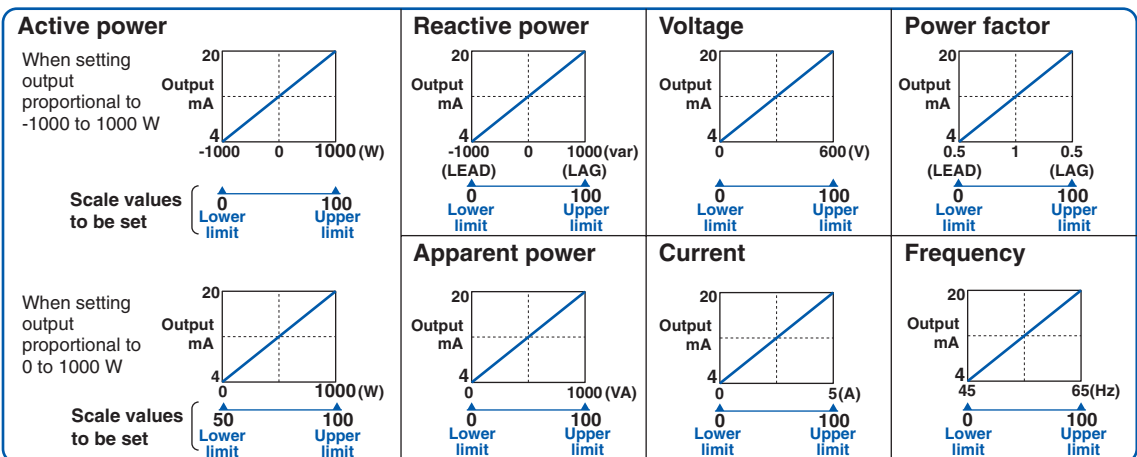 Active power
When setting
output
proportional to
-1000 to 1000 W
20
Output
mA
4
-1000 0 1000 (W)
Scale values
to be set
0 100
Lower
limit
Upper
limit
When setting
output
proportional to
0 to 1000 W
20
Output
mA
4
0 1000 (W)
Scale values
to be set
50 100
Lower
limit
Upper
limit
Reactive power
20
Output
mA
4
-1000 0 1000 (var)
(LEAD) (LAG)
0 100
Lower
limit
Upper
limit
Voltage
20
Output
mA
4
0 600 (V)
0 100
Lower
limit
Upper
limit
Power factor
20
Output
mA
4
0.5 1 0.5
(LEAD) (LAG)
0 100
Lower
limit
Upper
limit
Apparent power
20
Output
mA
4
0 1000 (VA)
0 100
Lower
limit
Upper
limit
Current
20
Output
mA
4
0 5(A)
0 100
Lower
limit
Upper
limit
Frequency
20
Output
mA
4
45 65(Hz)
0 100
Lower
limit
Upper
limit